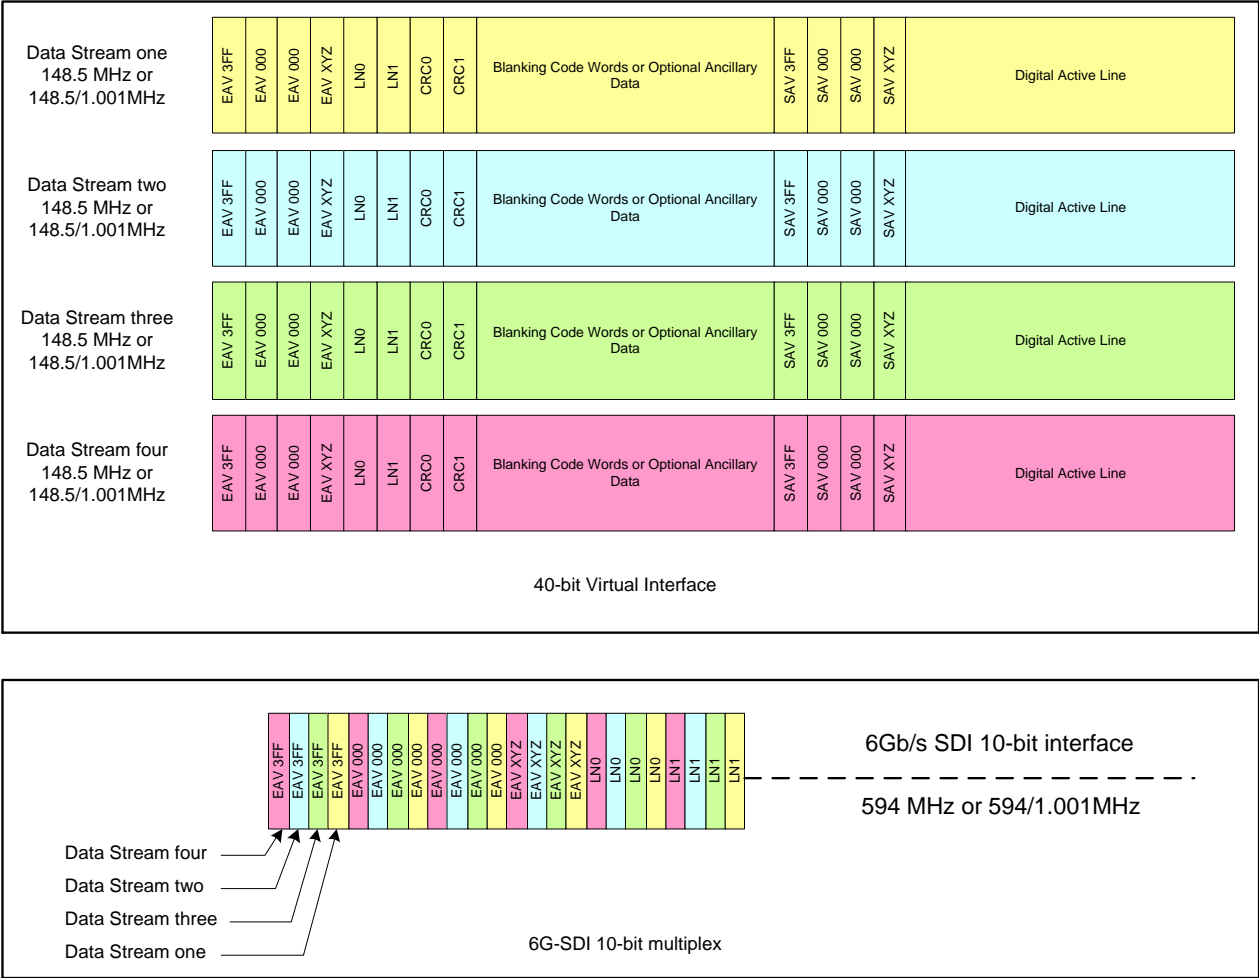 Data Stream one
148.5 MHz or
148.5/1.001MHz
EAV 3FF
EAV 000
EAV 000
EAV XYZ
LN0
LN1
CRC0
CRC1
Blanking Code Words or Optional Ancillary
Data
SAV 3FF
SAV 000
SAV 000
SAV XYZ
Digital Active Line
Data Stream two
148.5 MHz or
148.5/1.001MHz
EAV 3FF
EAV 000
EAV 000
EAV XYZ
LN0
LN1
CRC0
CRC1
Blanking Code Words or Optional Ancillary
Data
SAV 3FF
SAV 000
SAV 000
SAV XYZ
Digital Active Line
Data Stream three
148.5 MHz or
148.5/1.001MHz
EAV 3FF
EAV 000
EAV 000
EAV XYZ
LN0
LN1
CRC0
CRC1
Blanking Code Words or Optional Ancillary
Data
SAV 3FF
SAV 000
SAV 000
SAV XYZ
Digital Active Line
Data Stream four
148.5 MHz or
148.5/1.001MHz
EAV 3FF
EAV 000
EAV 000
EAV XYZ
LN0
LN1
CRC0
CRC1
Blanking Code Words or Optional Ancillary
Data
SAV 3FF
SAV 000
SAV 000
SAV XYZ
Digital Active Line
40-bit Virtual Interface
EAV 3FF
EAV 3FF
EAV 3FF
EAV 3FF
EAV 000
EAV 000
EAV 000
EAV 000
EAV 000
EAV 000
EAV 000
EAV 000
EAV XYZ
EAV XYZ
EAV XYZ
EAV XYZ
LN0
LN0
LN0
LN0
LN1
LN1
LN1
LN1
6Gb/s SDI 10-bit interface
594 MHz or 594/1.001MHz
Data Stream four
Data Stream two
Data Stream three
Data Stream one
6G-SDI 10-bit multiplex